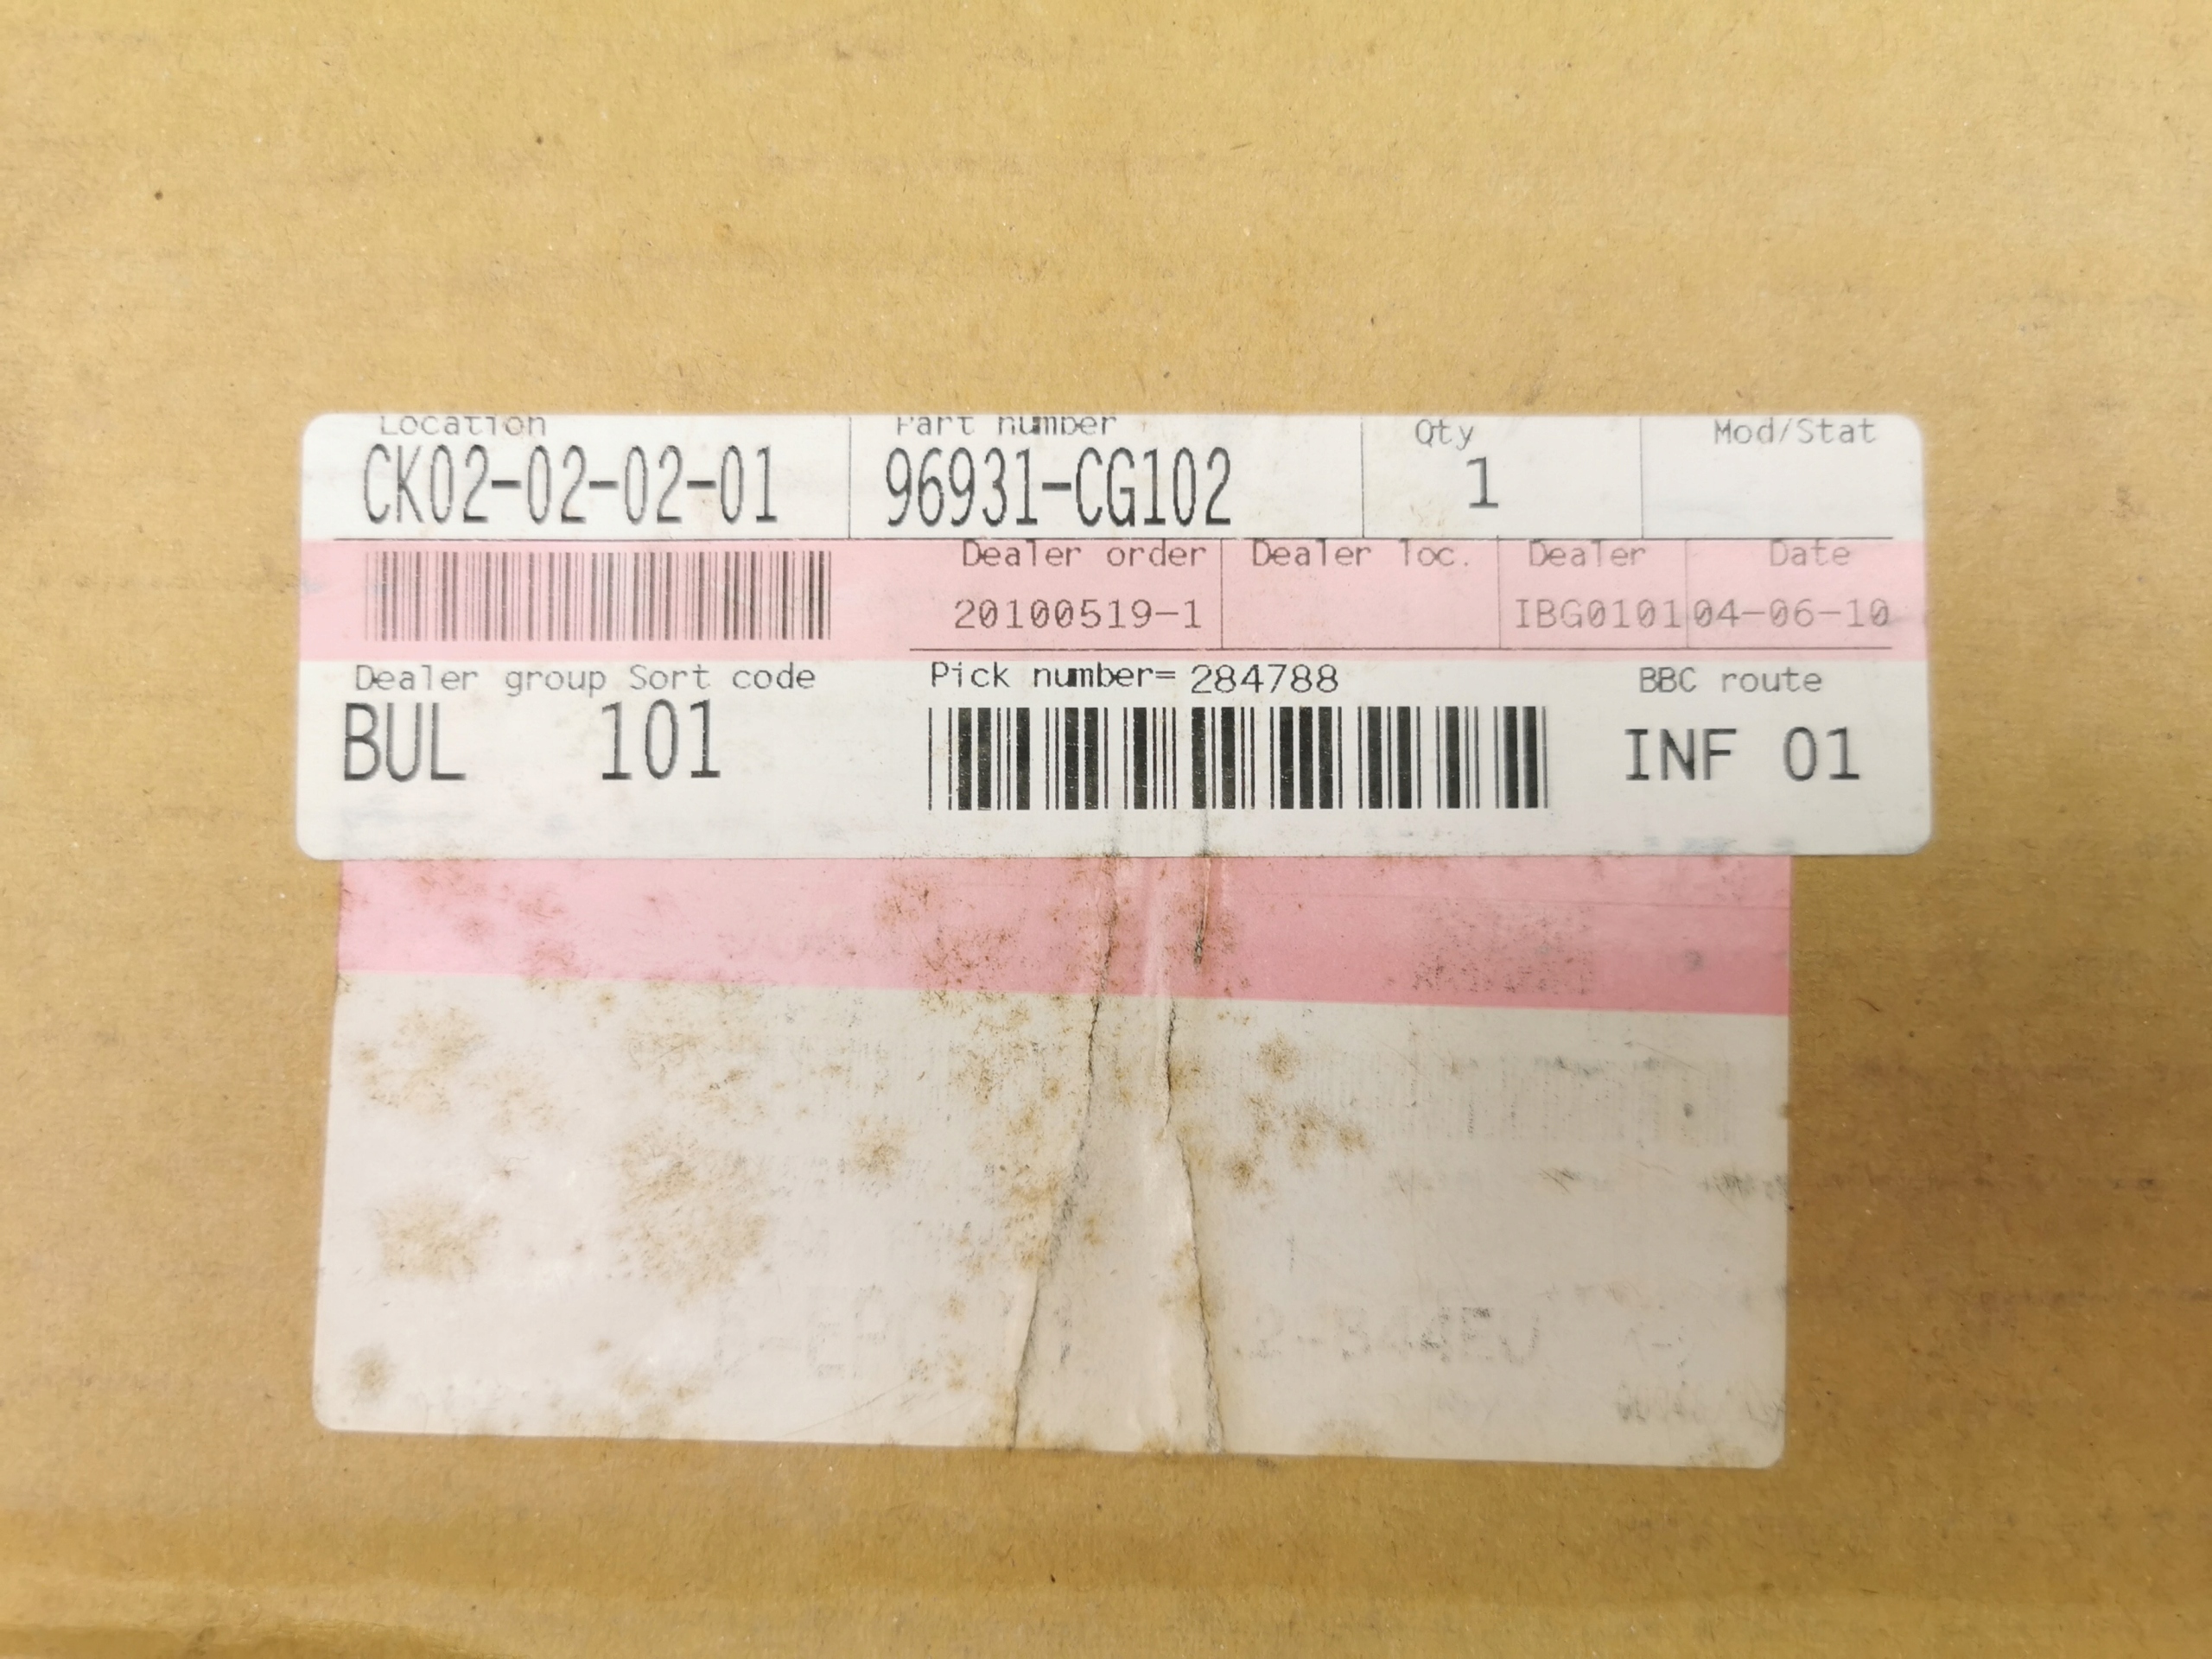 Location Part number Qty Mod/Stat
CK02-02-02-01 96931-CG102 1
Dealer order Dealer loc. Dealer Date
20100519-1 IBG0101 04-06-10
Dealer group Sort code Pick number= 284788 BBC route
BUL 101 INF 01